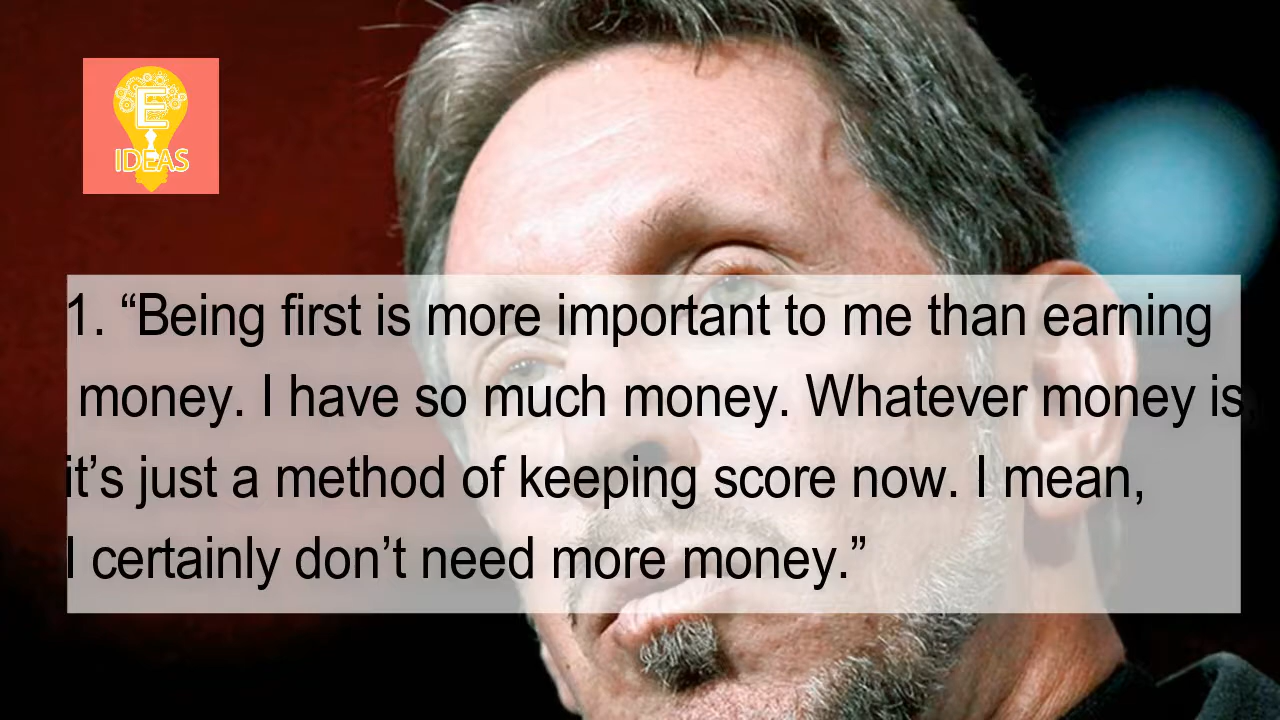 E
IDEAS
1. “Being first is more important to me than earning
money. I have so much money. Whatever money is,
it’s just a method of keeping score now. I mean,
I certainly don’t need more money.”